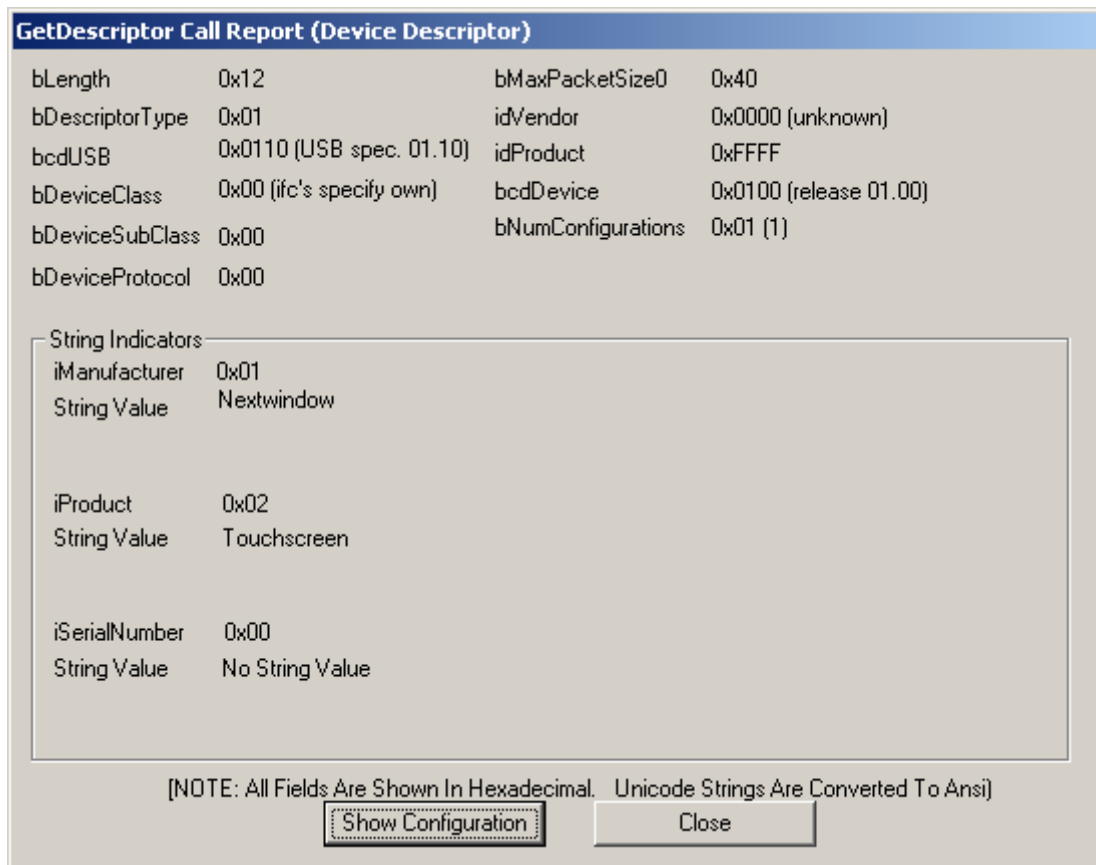 GetDescriptor Call Report (Device Descriptor)
bLength 0x12 bMaxPacketSize0 0x40
bDescriptorType 0x01 idVendor 0x0000 (unknown)
bcdUSB 0x0110 (USB spec. 01.10) idProduct 0xFFFF
bDeviceClass 0x00 (ifc's specify own) bcdDevice 0x0100 (release 01.00)
bDeviceSubClass 0x00 bNumConfigurations 0x01 (1)
bDeviceProtocol 0x00
String Indicators
iManufacturer 0x01
String Value Nextwindow
iProduct 0x02
String Value Touchscreen
iSerialNumber 0x00
String Value No String Value
[NOTE: All Fields Are Shown In Hexadecimal. Unicode Strings Are Converted To Ansi)
Show Configuration Close